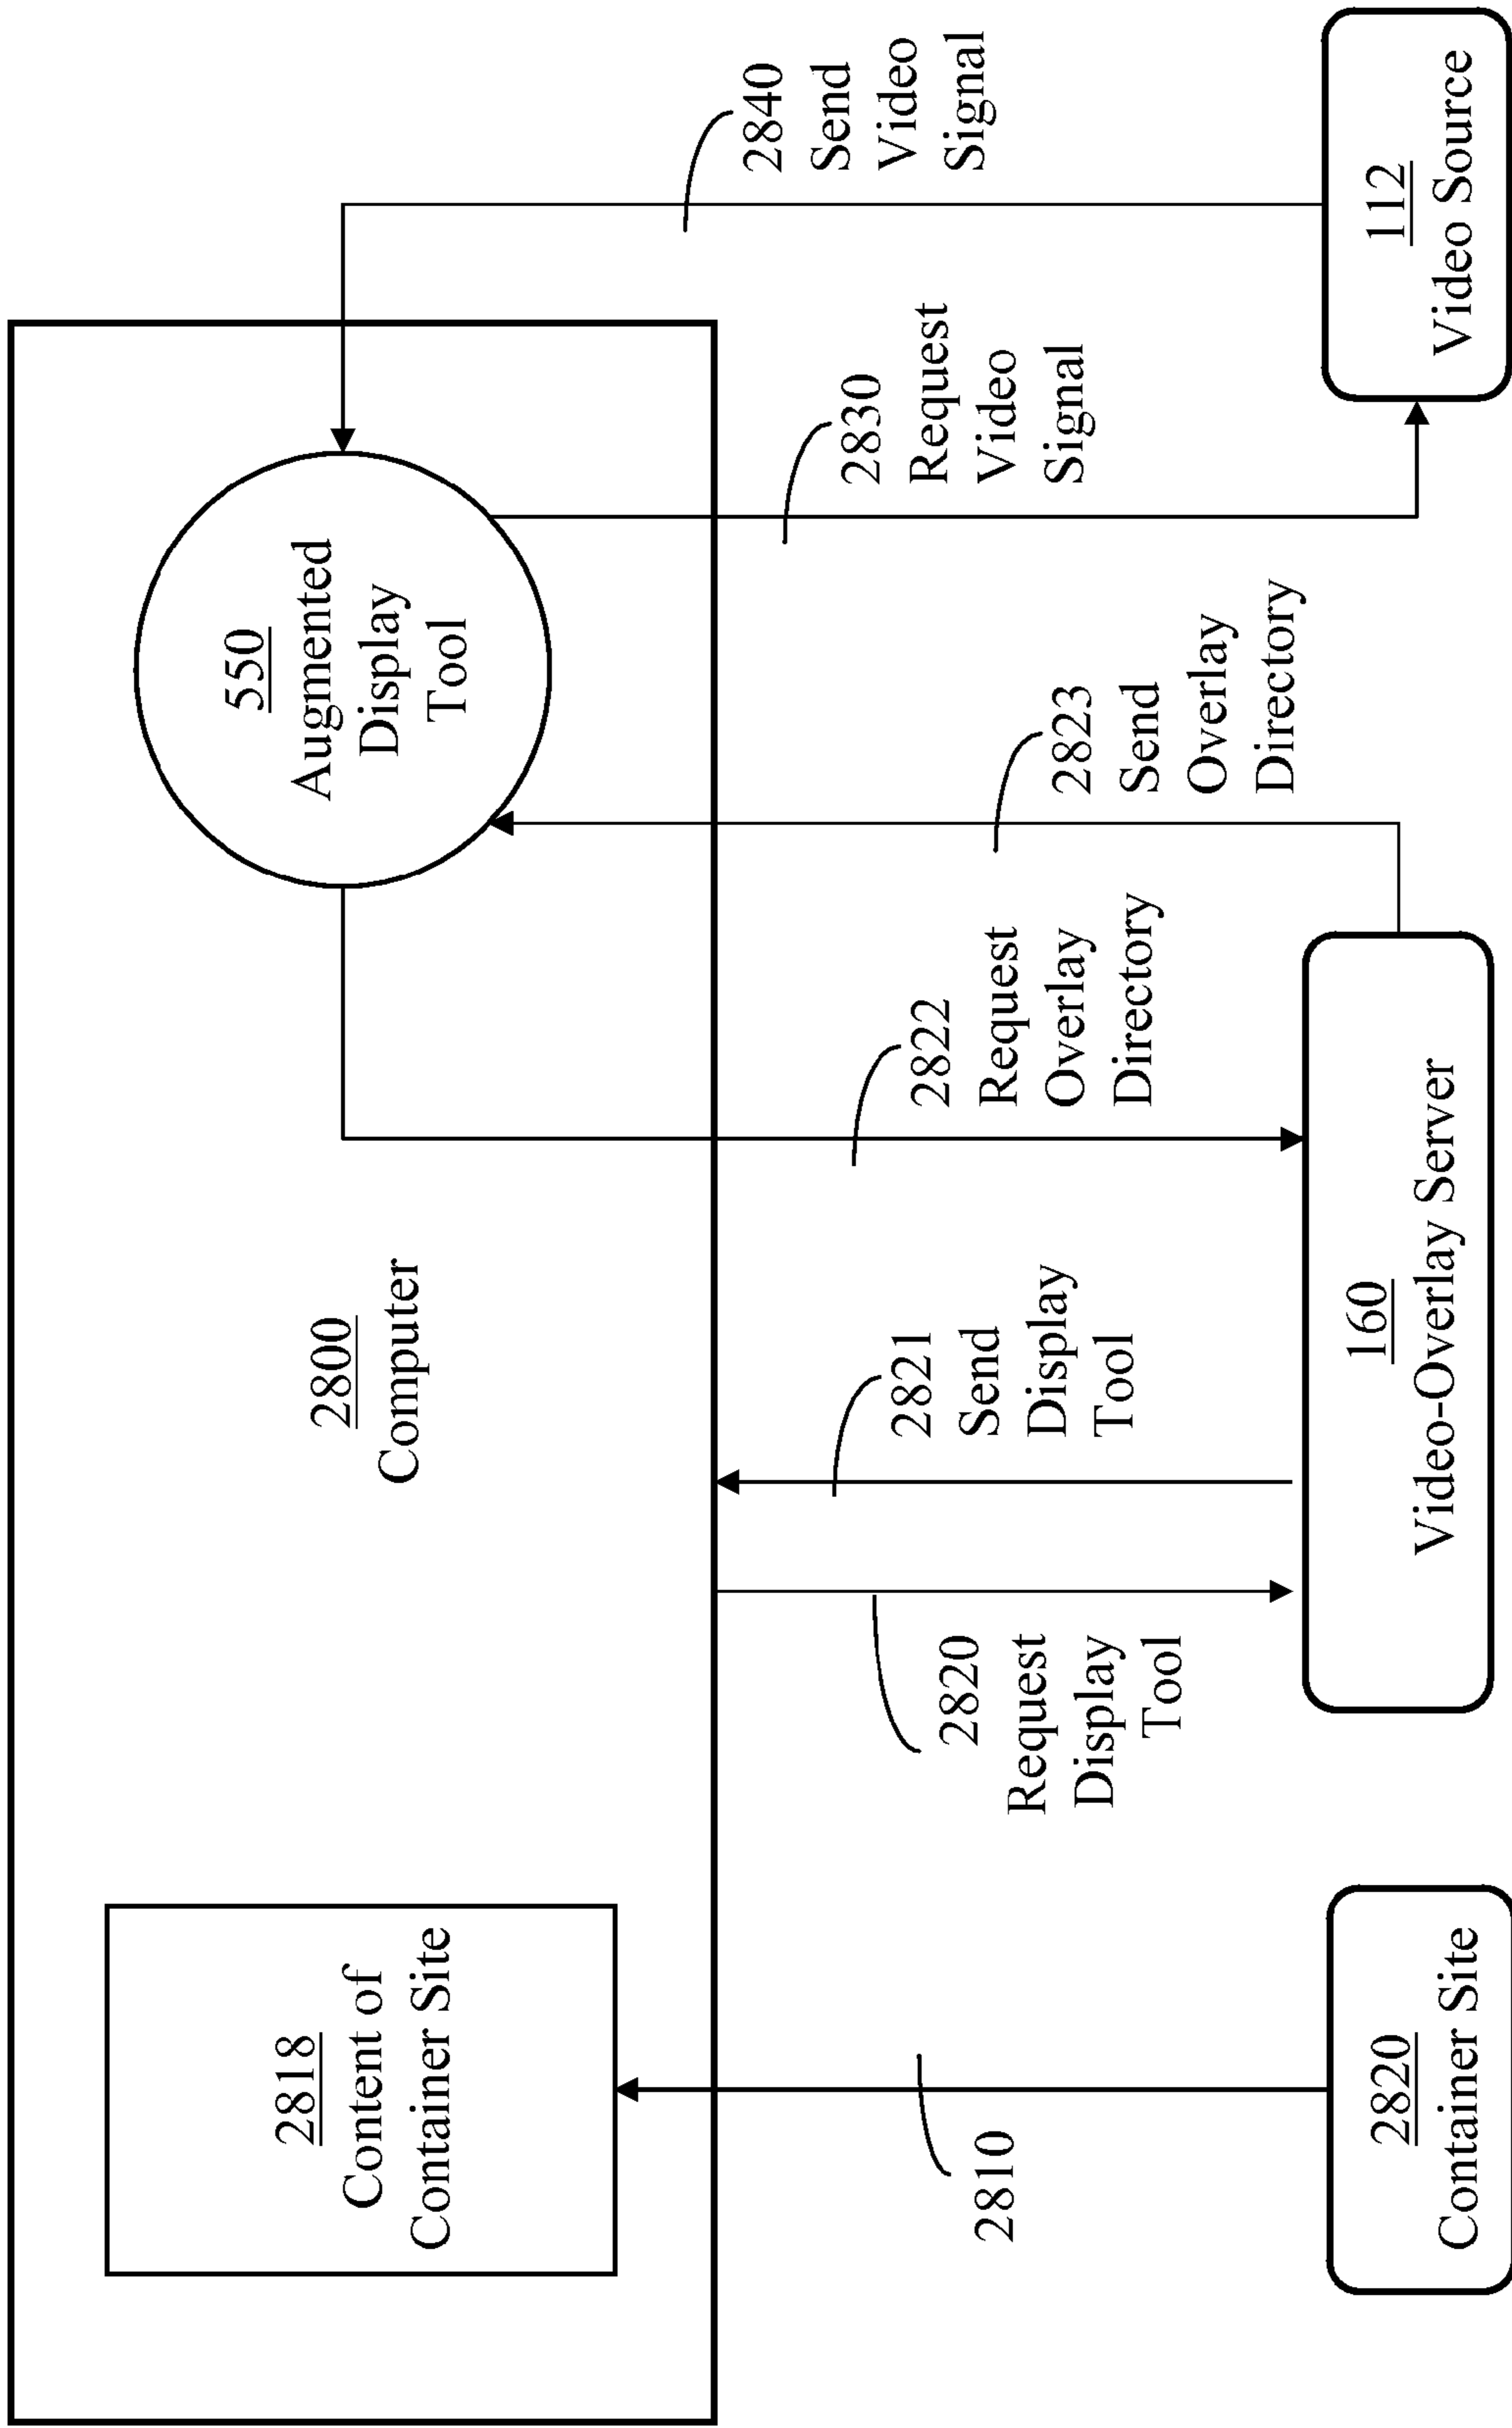 2818
Content of
Container Site
2800
Computer
550
Augmented
Display
Tool
2810
2820
Request
Display
Tool
2821
Send
Display
Tool
2822
Request
Overlay
Directory
2823
Send
Overlay
Directory
2830
Request
Video
Signal
2840
Send
Video
Signal
2820
Container Site
160
Video-Overlay Server
112
Video Source